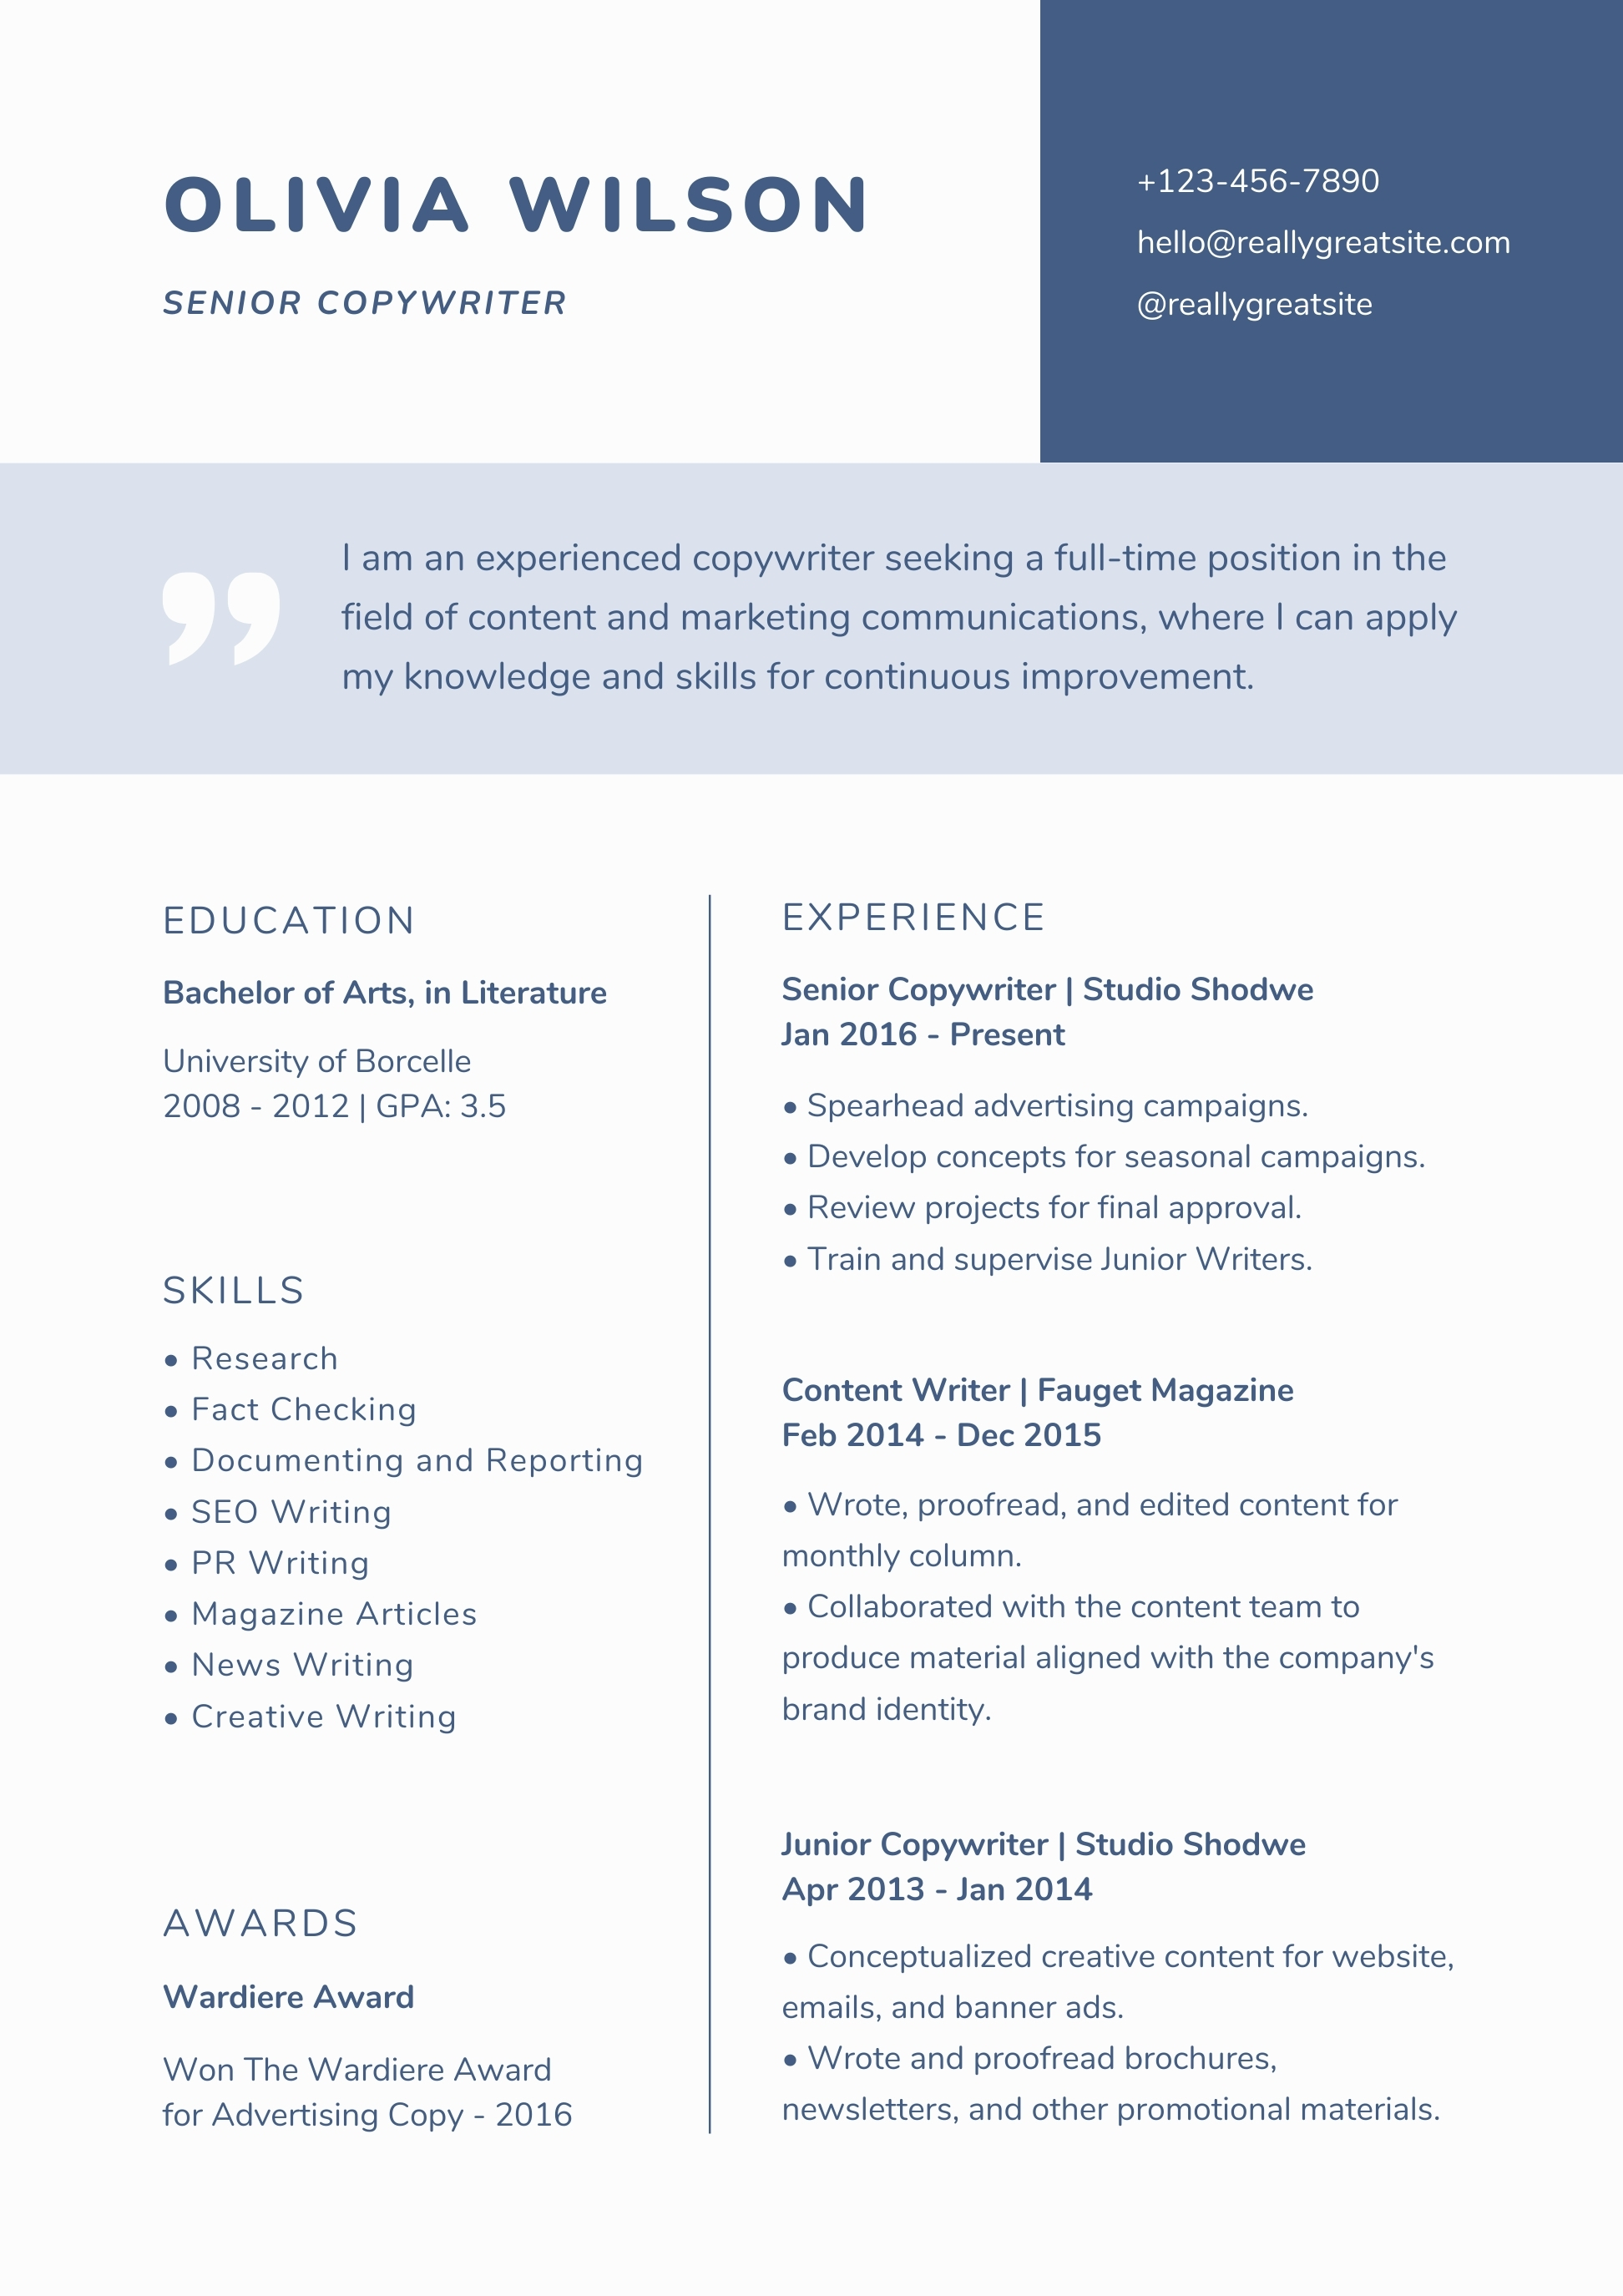 OLIVIA WILSON
SENIOR COPYWRITER
+123-456-7890
hello@reallygreatsite.com
@reallygreatsite
I am an experienced copywriter seeking a full-time position in the
field of content and marketing communications, where I can apply
my knowledge and skills for continuous improvement.
EDUCATION
Bachelor of Arts, in Literature
University of Borcelle
2008 - 2012 | GPA: 3.5
SKILLS
• Research
• Fact Checking
• Documenting and Reporting
• SEO Writing
• PR Writing
• Magazine Articles
• News Writing
• Creative Writing
AWARDS
Wardiere Award
Won The Wardiere Award
for Advertising Copy - 2016
EXPERIENCE
Senior Copywriter | Studio Shodwe
Jan 2016 - Present
• Spearhead advertising campaigns.
• Develop concepts for seasonal campaigns.
• Review projects for final approval.
• Train and supervise Junior Writers.
Content Writer | Fauget Magazine
Feb 2014 - Dec 2015
• Wrote, proofread, and edited content for
monthly column.
• Collaborated with the content team to
produce material aligned with the company's
brand identity.
Junior Copywriter | Studio Shodwe
Apr 2013 - Jan 2014
• Conceptualized creative content for website,
emails, and banner ads.
• Wrote and proofread brochures,
newsletters, and other promotional materials.